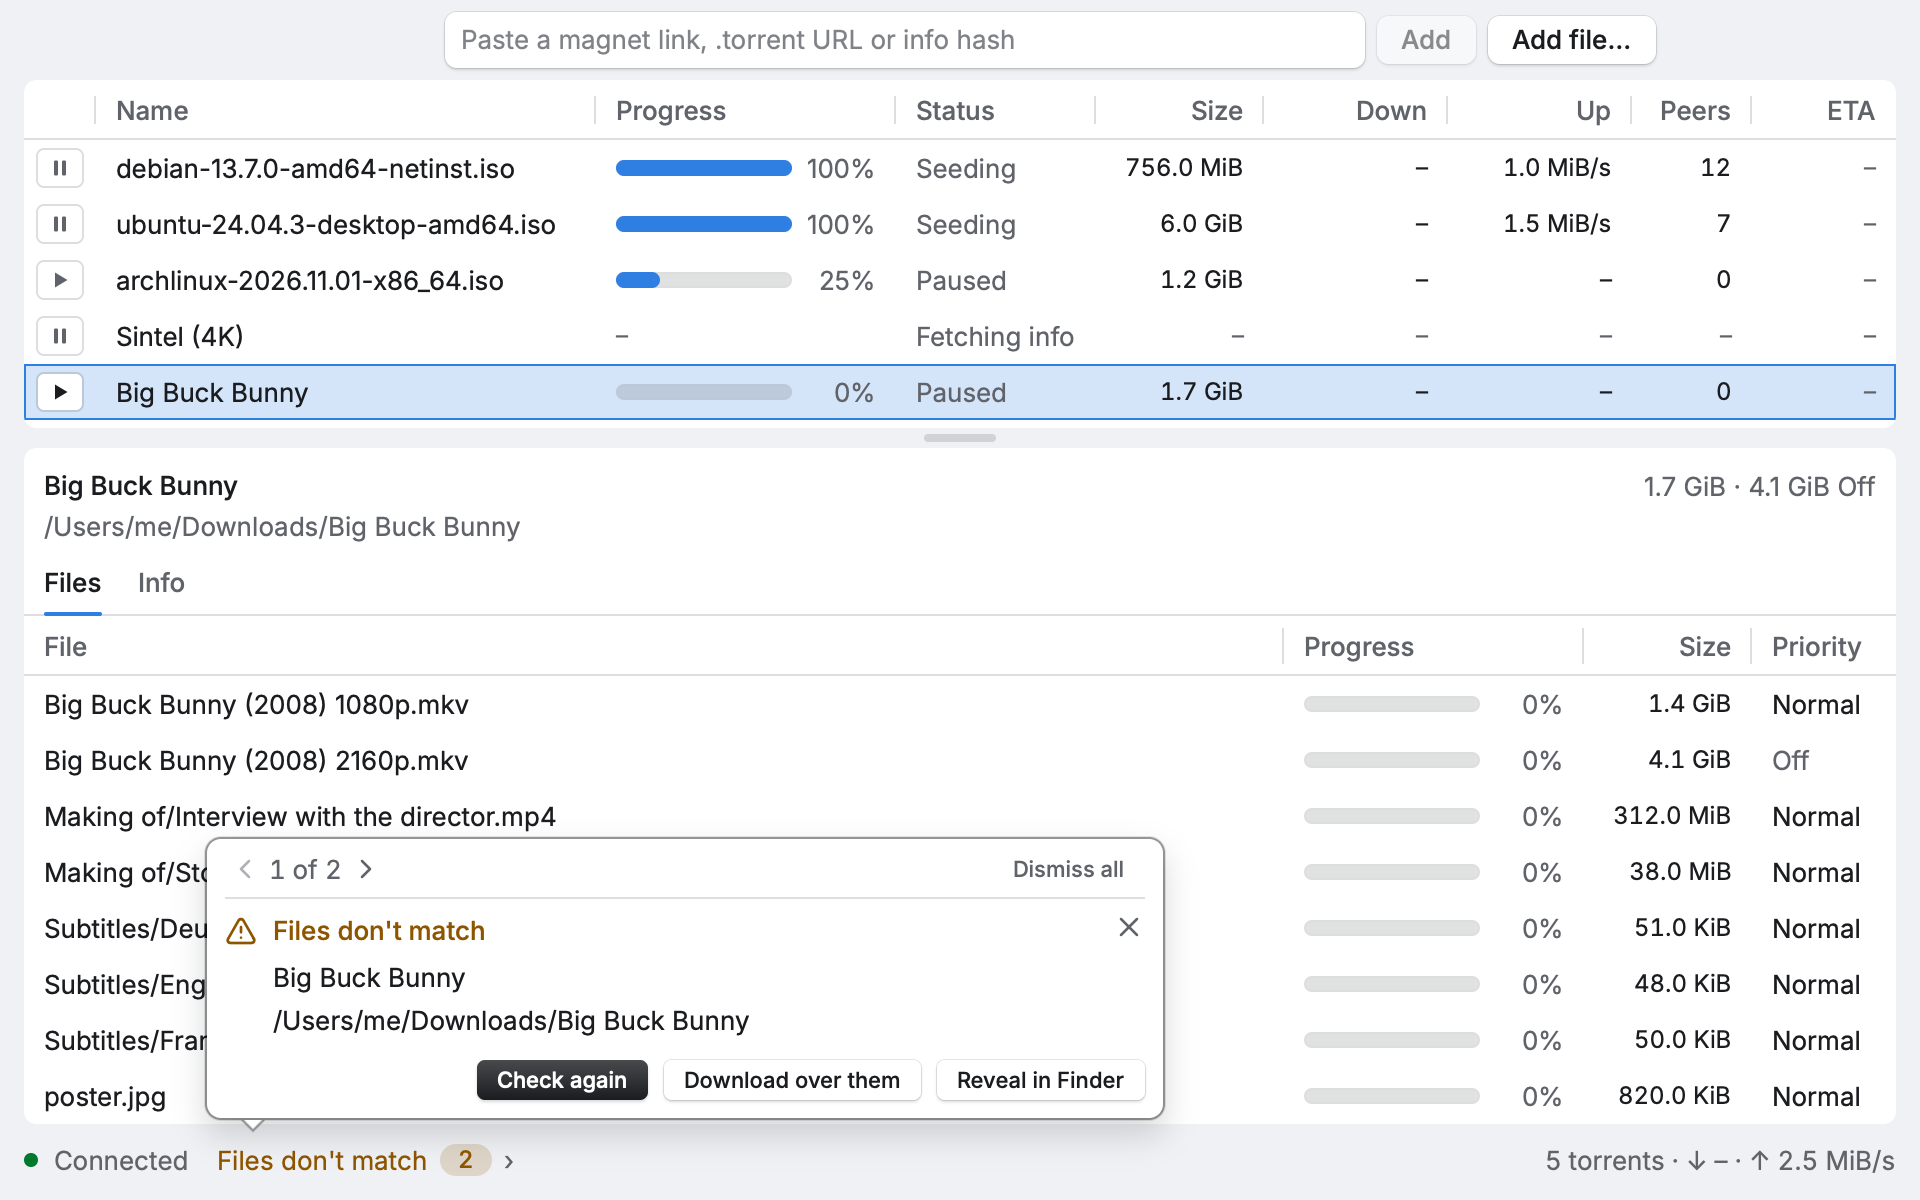 Paste a magnet link, .torrent URL or info hash Add Add file...
Name Progress Status Size Down Up Peers ETA
debian-13.7.0-amd64-netinst.iso 100% Seeding 756.0 MiB – 1.0 MiB/s 12 –
ubuntu-24.04.3-desktop-amd64.iso 100% Seeding 6.0 GiB – 1.5 MiB/s 7 –
archlinux-2026.11.01-x86_64.iso 25% Paused 1.2 GiB – – 0 –
Sintel (4K) – Fetching info – – – – –
Big Buck Bunny 0% Paused 1.7 GiB – – 0 –
Big Buck Bunny 1.7 GiB · 4.1 GiB Off
/Users/me/Downloads/Big Buck Bunny
Files Info
File Progress Size Priority
Big Buck Bunny (2008) 1080p.mkv 0% 1.4 GiB Normal
Big Buck Bunny (2008) 2160p.mkv 0% 4.1 GiB Off
Making of/Interview with the director.mp4 0% 312.0 MiB Normal
Making of/ 0% 38.0 MiB Normal
Subtitles/ 0% 51.0 KiB Normal
Subtitles/ 0% 48.0 KiB Normal
Subtitles/ 0% 50.0 KiB Normal
poster.jpg 0% 820.0 KiB Normal
1 of 2 Dismiss all
Files don't match
Big Buck Bunny
/Users/me/Downloads/Big Buck Bunny
Check again Download over them Reveal in Finder
Connected Files don't match 2 › 5 torrents · ↓ – · ↑ 2.5 MiB/s